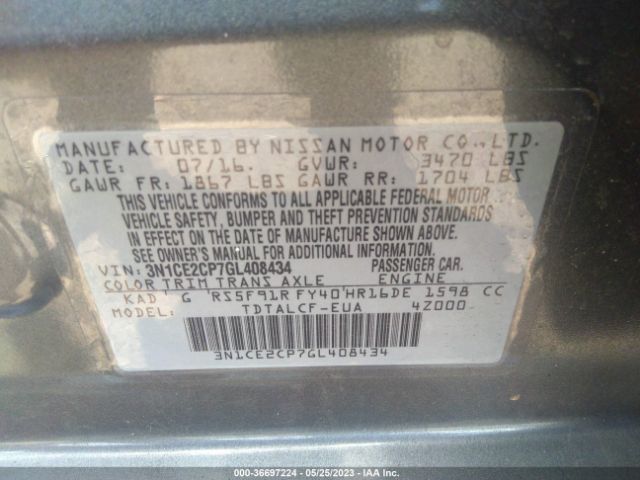 MANUFACTURED BY NISSAN MOTOR CO.,LTD.
DATE: 07/16. GVWR: 3470 LBS
GAWR FR: 1867 LBS GAWR RR: 1704 LBS
THIS VEHICLE CONFORMS TO ALL APPLICABLE FEDERAL MOTOR
VEHICLE SAFETY, BUMPER AND THEFT PREVENTION STANDARDS
IN EFFECT ON THE DATE OF MANUFACTURE SHOWN ABOVE.
SEE OWNER'S MANUAL FOR ADDITIONAL INFORMATION.
VIN: 3N1CE2CP7GL408434 PASSENGER CAR.
COLOR TRIM TRANS AXLE ENGINE
KAD G RS5F91R FY40 HR16DE 1598 CC
TDTALCF-EUA 4Z000
3N1CE2CP7GL408434
000-36697224 | 05/25/2023 | IAA Inc.